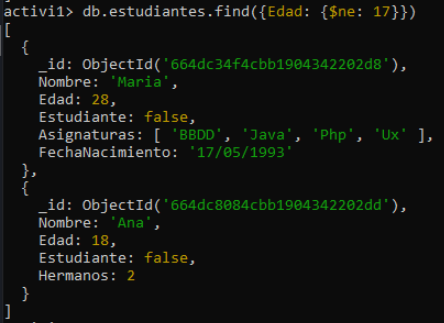 activi1> db.estudiantes.find({Edad: {$ne: 17}})
[
  {
    _id: ObjectId('664dc34f4cbb1904342202d8'),
    Nombre: 'Maria',
    Edad: 28,
    Estudiante: false,
    Asignaturas: [ 'BBDD', 'Java', 'Php', 'Ux' ],
    FechaNacimiento: '17/05/1993'
  },
  {
    _id: ObjectId('664dc8084cbb1904342202dd'),
    Nombre: 'Ana',
    Edad: 18,
    Estudiante: false,
    Hermanos: 2
  }
]